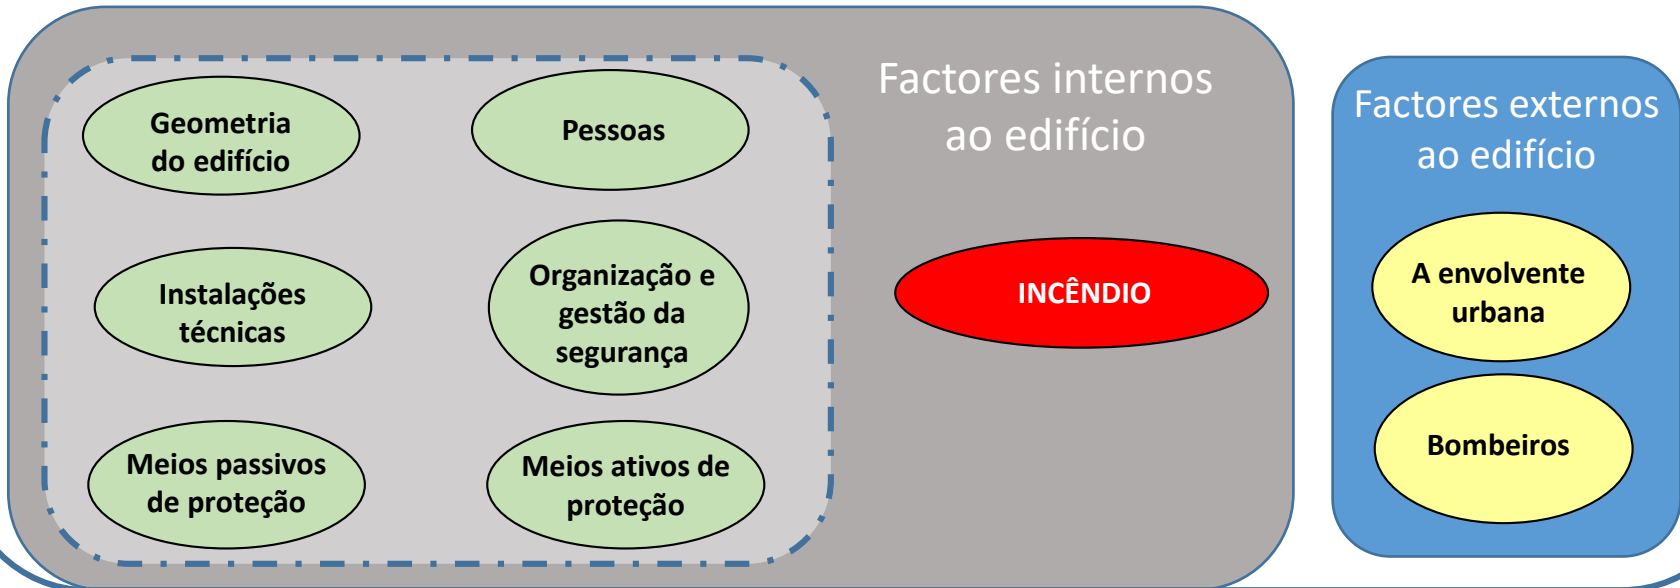 Factores internos
ao edifício
Geometria
do edifício
Pessoas
Instalações
técnicas
Organização e
gestão da
segurança
Meios passivos
de proteção
Meios ativos de
proteção
INCÊNDIO
Factores externos
ao edifício
A envolvente
urbana
Bombeiros